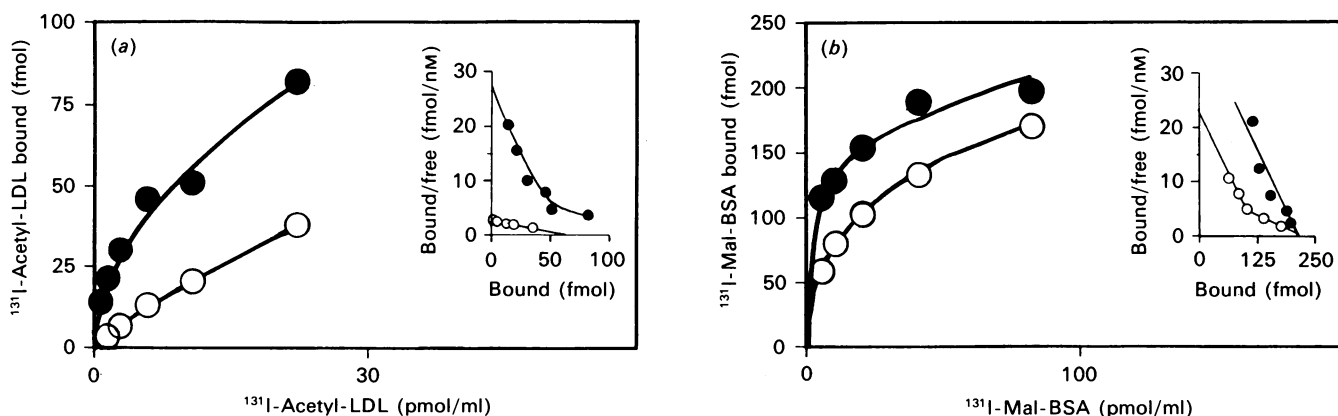 (a)
¹³¹I-Acetyl-LDL bound (fmol)
100
75
50
25
0
0
30
¹³¹I-Acetyl-LDL (pmol/ml)
Bound/free (fmol/nM)
30
20
10
0
0
50
100
Bound (fmol)
(b)
¹³¹I-Mal-BSA bound (fmol)
250
200
150
100
50
0
0
100
¹³¹I-Mal-BSA (pmol/ml)
Bound/free (fmol/nM)
30
20
10
0
0
125
250
Bound (fmol)